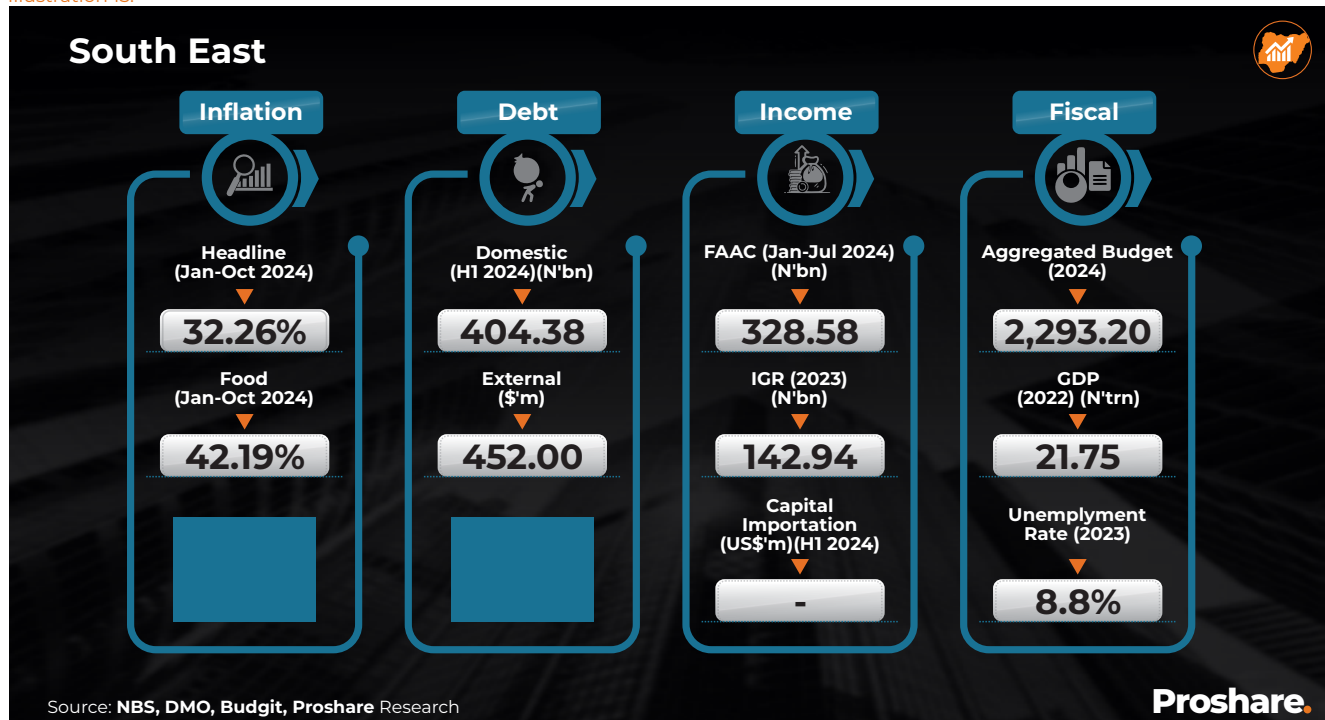 South East
Inflation
Headline
(Jan-Oct 2024)
32.26%
Food
(Jan-Oct 2024)
42.19%
Debt
Domestic
(H1 2024)(N'bn)
404.38
External
($'m)
452.00
Income
FAAC (Jan-Jul 2024)
(N'bn)
328.58
IGR (2023)
(N'bn)
142.94
Capital
Importation
(US$'m)(H1 2024)
-
Fiscal
Aggregated Budget
(2024)
2,293.20
GDP
(2022) (N'trn)
21.75
Unemplyment
Rate (2023)
8.8%
Source: NBS, DMO, Budgit, Proshare Research
Proshare.